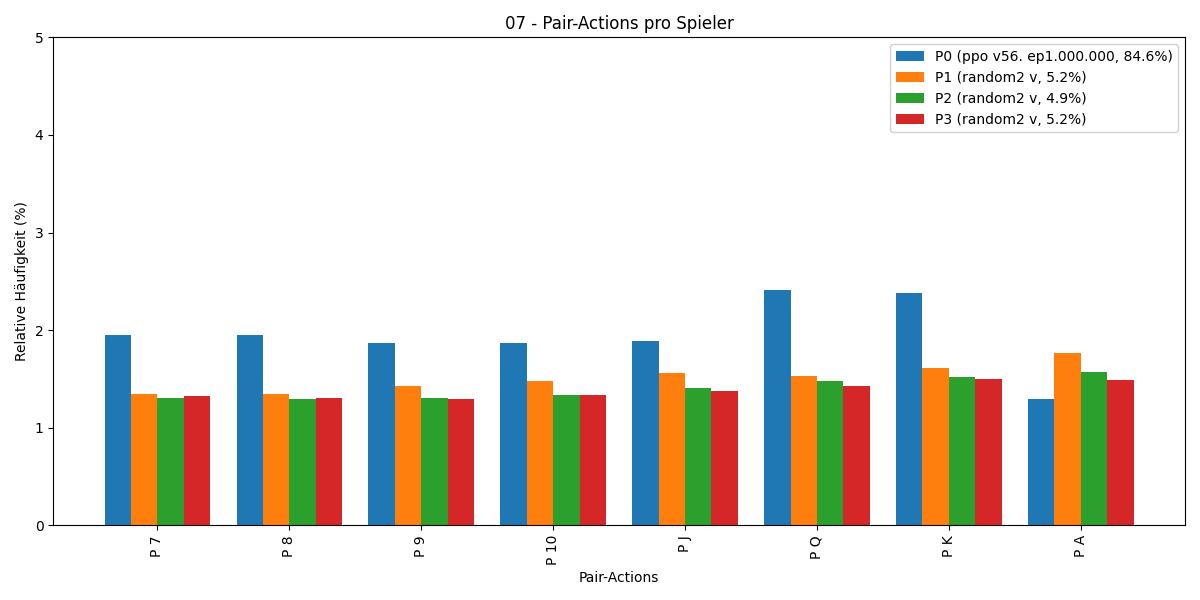 07 - Pair-Actions pro Spieler
P0 (ppo v56. ep1.000.000, 84.6%)
P1 (random2 v, 5.2%)
P2 (random2 v, 4.9%)
P3 (random2 v, 5.2%)
Relative Häufigkeit (%)
5
4
3
2
1
0
P 7
P 8
P 9
P 10
P J
P Q
P K
P A
Pair-Actions